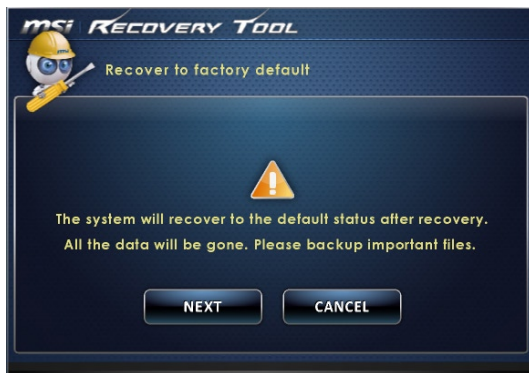 msi RECOVERY TOOL
Recover to factory default
The system will recover to the default status after recovery.
All the data will be gone. Please backup important files.
NEXT CANCEL